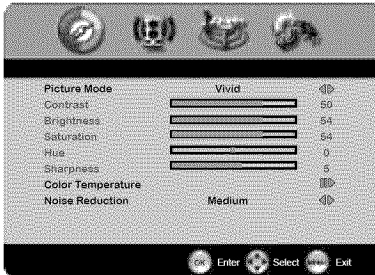 Picture Mode Vivid
Contrast 50
Brightness 54
Saturation 54
Hue 0
Sharpness 5
Color Temperature
Noise Reduction Medium
OK Enter Select Exit